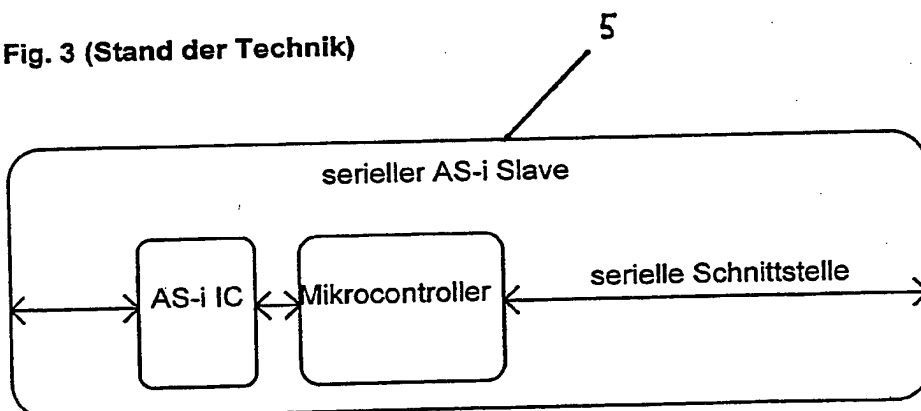 5
Fig. 3 (Stand der Technik)
serieller AS-i Slave
AS-i IC
Mikrocontroller
serielle Schnittstelle